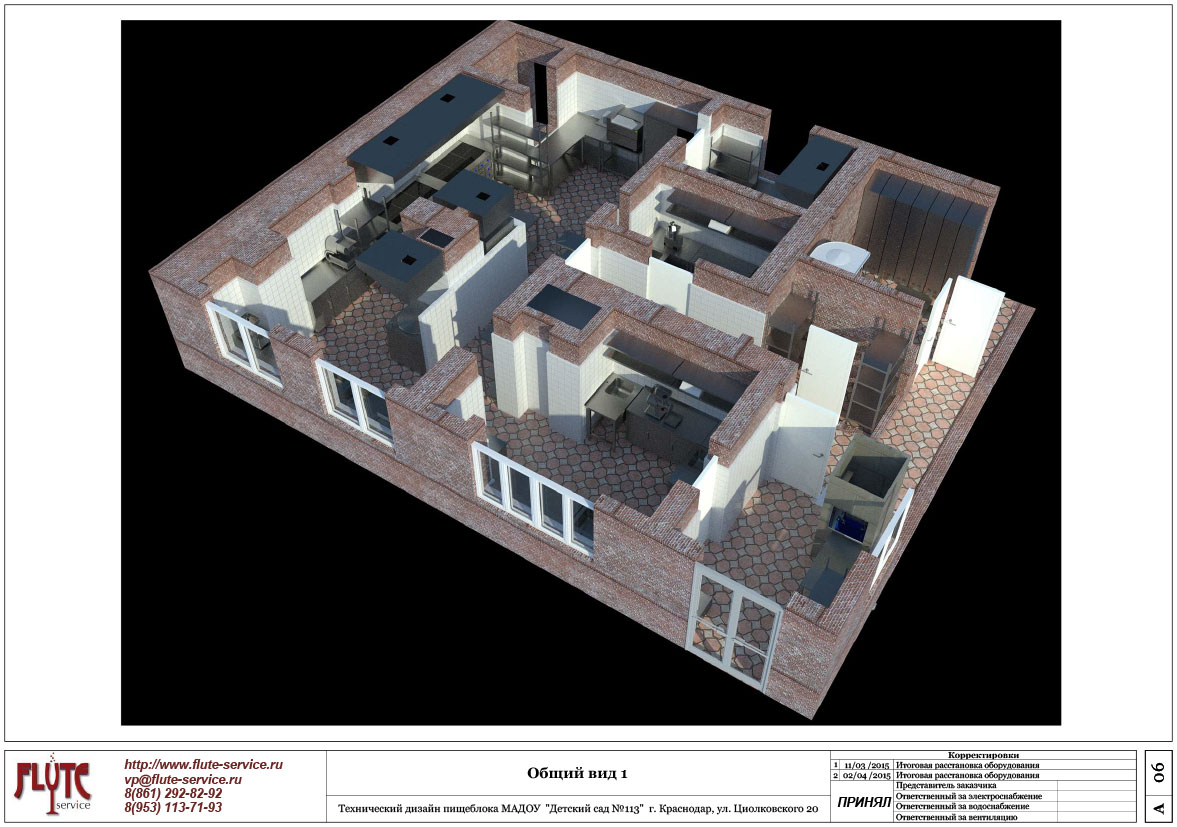 FLUTE
service
http://www.flute-service.ru
vp@flute-service.ru
8(861) 292-82-92
8(953) 113-71-93
Общий вид 1
Технический дизайн пищеблока МАДОУ "Детский сад №113" г. Краснодар, ул. Циолковского 20
Корректировки
1 11/03 /2015 Итоговая расстановка оборудования
2 02/04 /2015 Итоговая расстановка оборудования
ПРИНЯЛ
Представитель заказчика
Ответственный за электроснабжение
Ответственный за водоснабжение
Ответственный за вентиляцию
06
А